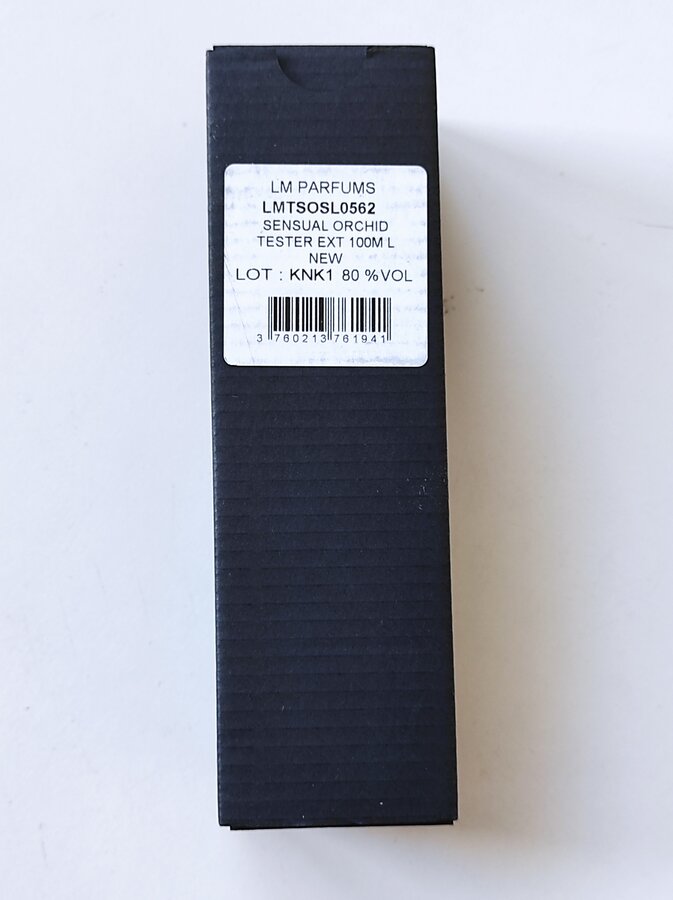 LM PARFUMS
LMTSOSL0562
SENSUAL ORCHID
TESTER EXT 100M L
NEW
LOT : KNK1 80 %VOL
3 760213 761941